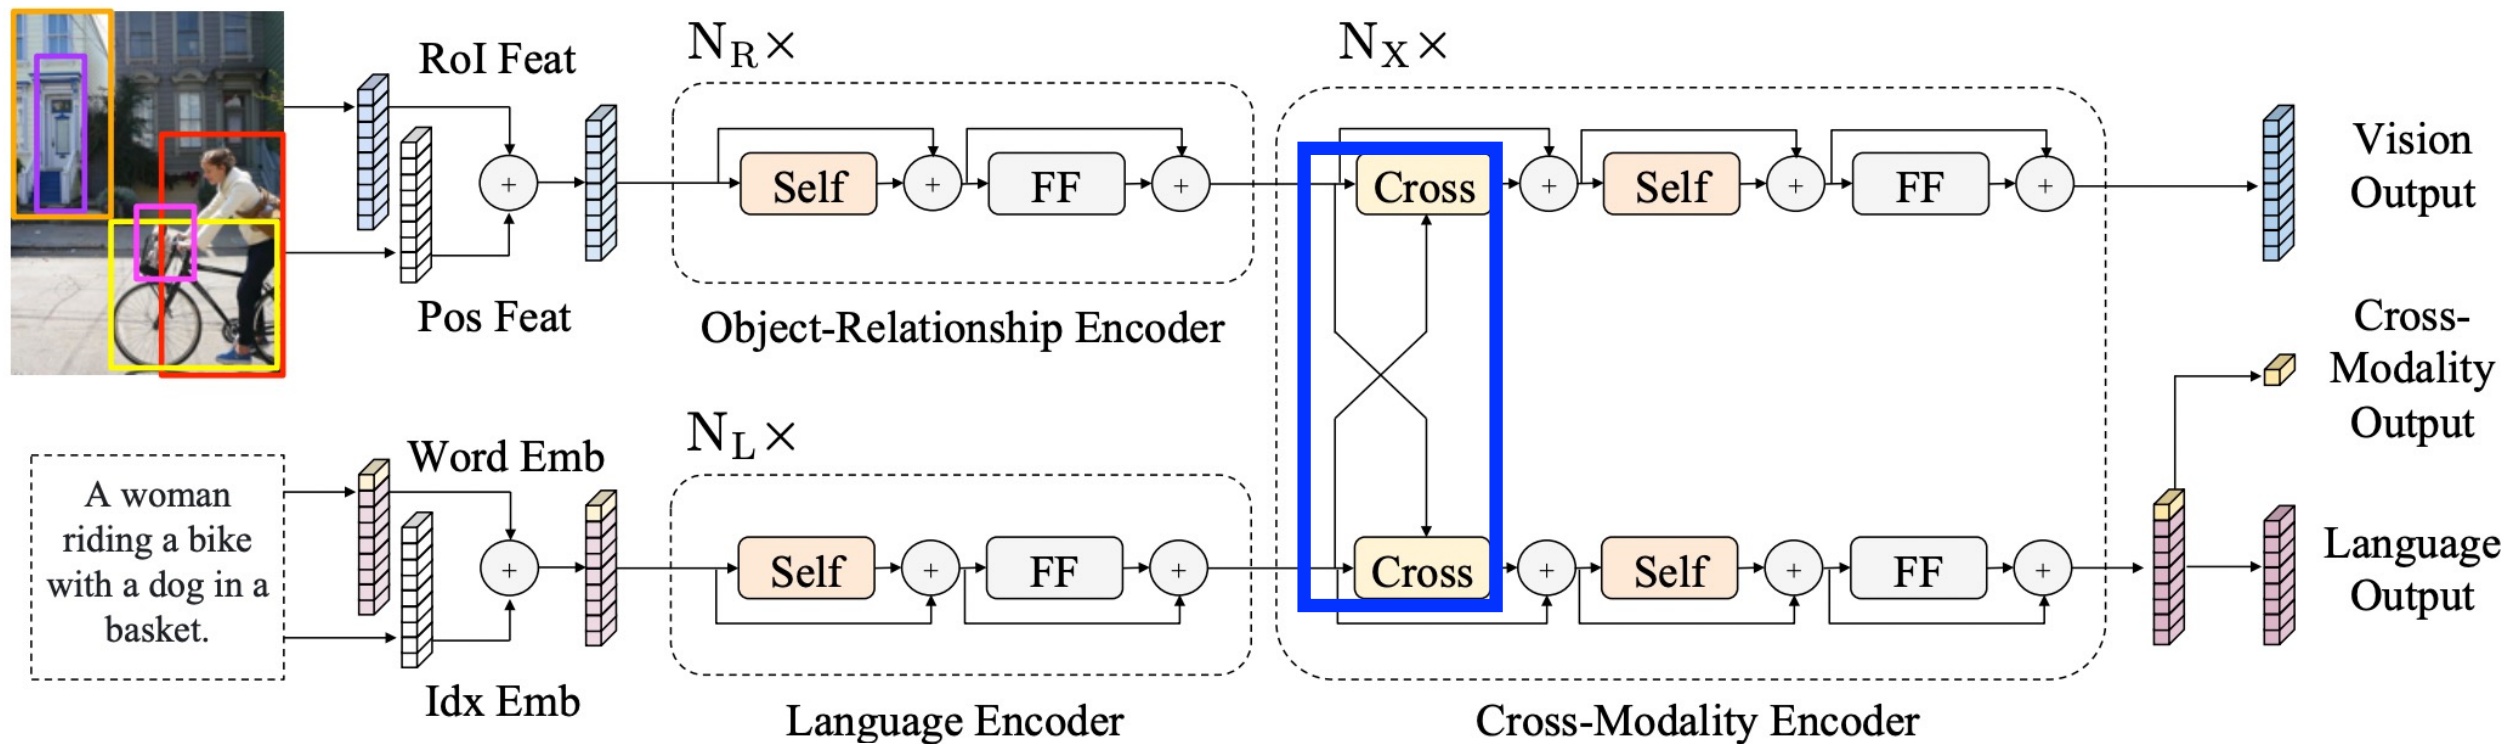 RoI Feat
Pos Feat
N_R ×
Self
+
FF
+
Object-Relationship Encoder
N_X ×
Cross
+
Self
+
FF
+
Vision
Output
Cross-
Modality
Output
A woman
riding a bike
with a dog in a
basket.
Word Emb
Idx Emb
+
+
N_L ×
Self
+
FF
+
Language Encoder
Cross
+
Self
+
FF
+
Cross-Modality Encoder
Language
Output